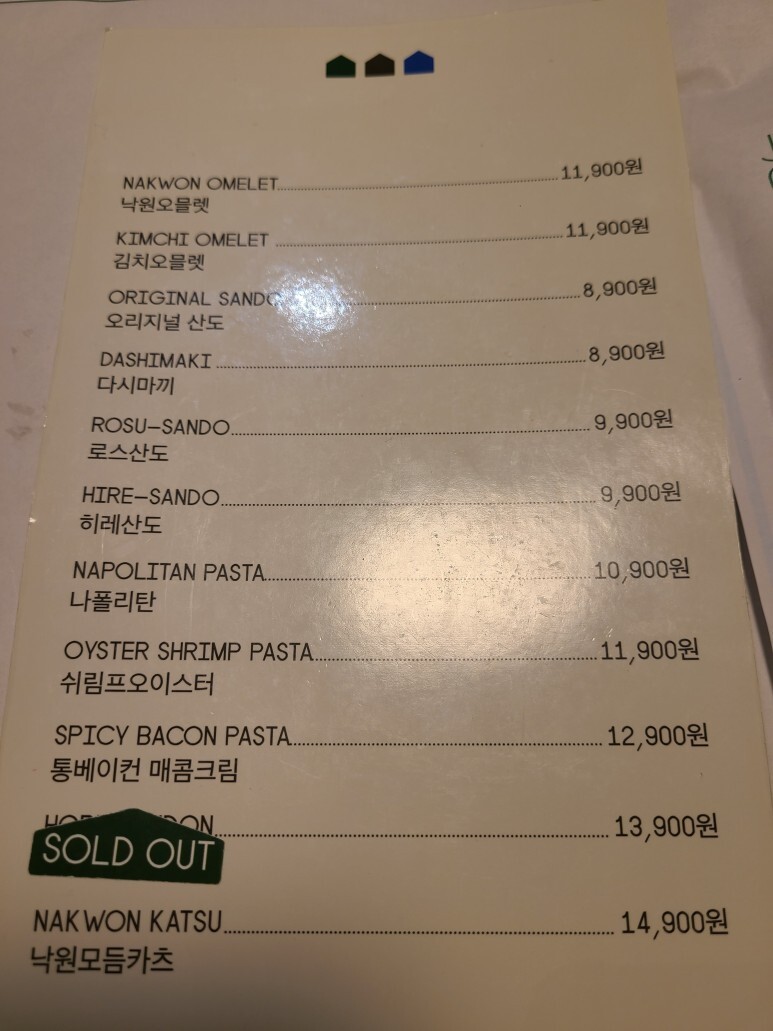 NAKWON OMELET 11,900원
낙원오믈렛
KIMCHI OMELET 11,900원
김치오믈렛
ORIGINAL SANDO 8,900원
오리지널 산도
DASHIMAKI 8,900원
다시마끼
ROSU-SANDO 9,900원
로스산도
HIRE-SANDO 9,900원
히레산도
NAPOLITAN PASTA 10,900원
나폴리탄
OYSTER SHRIMP PASTA 11,900원
쉬림프오이스터
SPICY BACON PASTA 12,900원
통베이컨 매콤크림
13,900원
SOLD OUT
NAKWON KATSU 14,900원
낙원모듬카츠